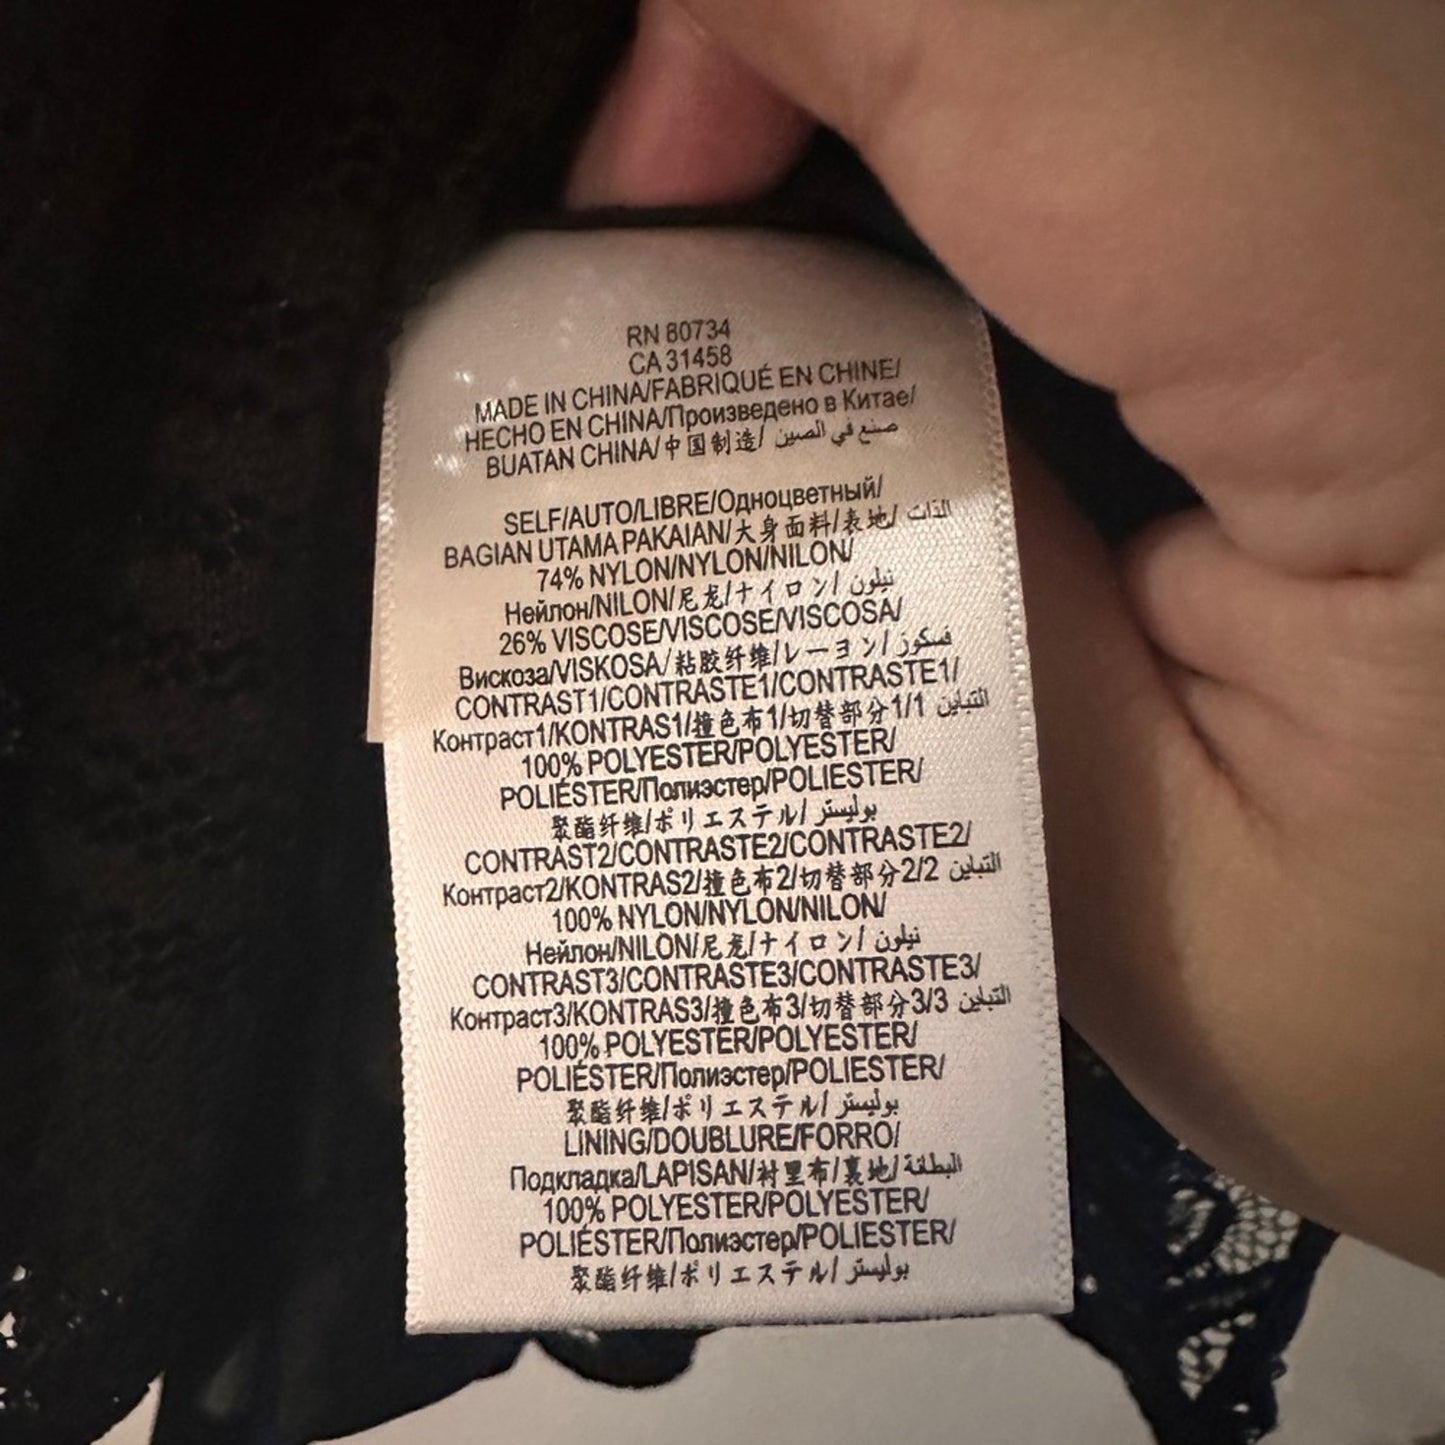 RN 80734
CA 31458
MADE IN CHINA/FABRIQUÉ EN CHINE/
HECHO EN CHINA/Произведено в Китае/
BUATAN CHINA/中国制造/ صنع في الصين
SELF/AUTO/LIBRE/Одноцветный/
BAGIAN UTAMA PAKAIAN/大身面料/表地/ الذات
74% NYLON/NYLON/NILON/
Нейлон/NILON/尼龙/ナイロン/ نيلون
26% VISCOSE/VISCOSE/VISCOSA/
Вискоза/VISKOSA/粘胶纤维/レーヨン/ فسكوز
CONTRAST1/CONTRASTE1/CONTRASTE1/
Контраст1/KONTRAS1/撞色布1/切替部分1/1 التباين
100% POLYESTER/POLYESTER/
POLIÉSTER/Полиэстер/POLIESTER/
聚酯纤维/ポリエステル/ بوليستر
CONTRAST2/CONTRASTE2/CONTRASTE2/
Контраст2/KONTRAS2/撞色布2/切替部分2/2 التباين
100% NYLON/NYLON/NILON/
Нейлон/NILON/尼龙/ナイロン/ نيلون
CONTRAST3/CONTRASTE3/CONTRASTE3/
Контраст3/KONTRAS3/撞色布3/切替部分3/3 التباين
100% POLYESTER/POLYESTER/
POLIÉSTER/Полиэстер/POLIESTER/
聚酯纤维/ポリエステル/ بوليستر
LINING/DOUBLURE/FORRO/
Подкладка/LAPISAN/衬里布/裏地/ البطانة
100% POLYESTER/POLYESTER/
POLIÉSTER/Полиэстер/POLIESTER/
聚酯纤维/ポリエステル/ بوليستر